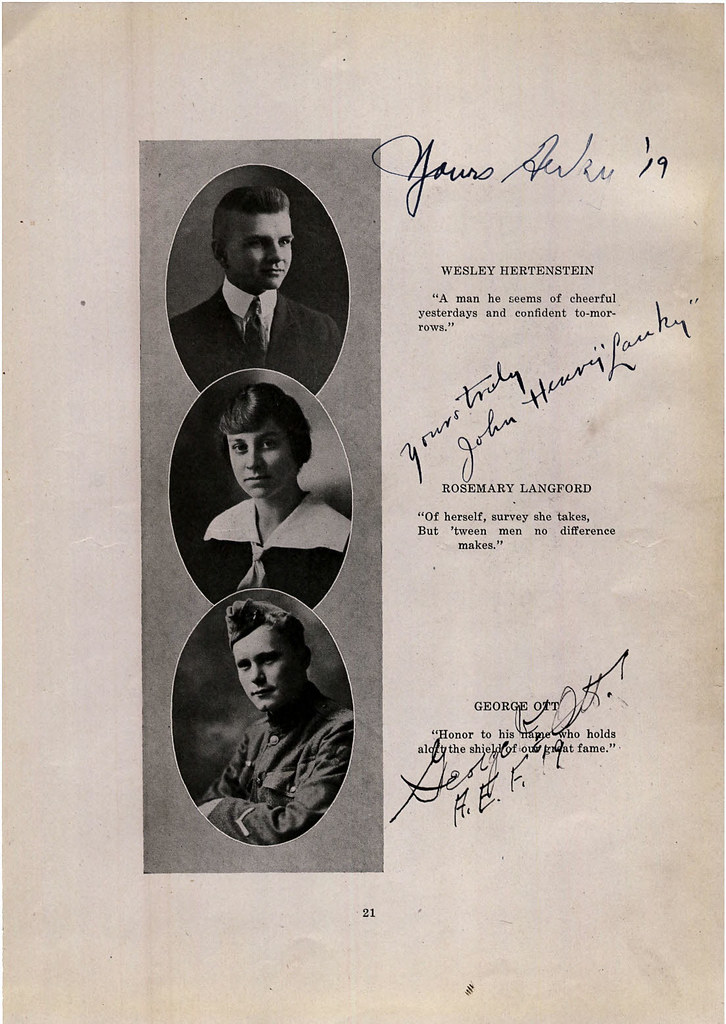 Yours '19
WESLEY HERTENSTEIN
"A man he seems of cheerful
yesterdays and confident to-mor-
rows."
yours truly
John Henry "Lanky"
ROSEMARY LANGFORD
"Of herself, survey she takes,
But 'tween men no difference
makes."
GEORGE OTT
"Honor to his name who holds
aloft the shield of our great fame."
George E. Ott.
A. E. F. '19
21